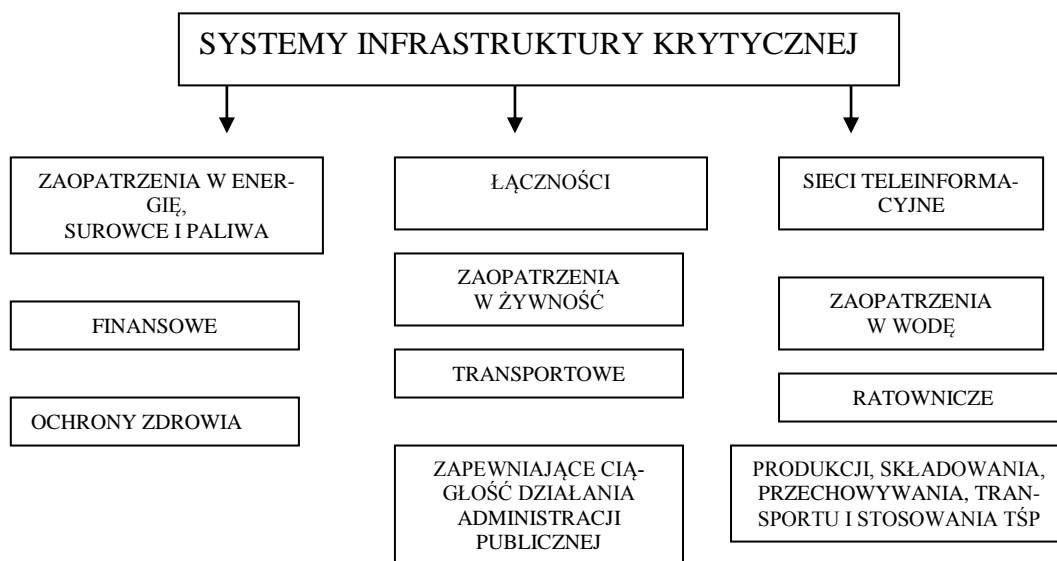 SYSTEMY INFRASTRUKTURY KRYTYCZNEJ
ZAOPATRZENIA W ENER-
GIĘ,
SUROWCE I PALIWA
FINANSOWE
OCHRONY ZDROWIA
ŁĄCZNOŚCI
ZAOPATRZENIA
W ŻYWNOŚĆ
TRANSPORTOWE
ZAPEWNIAJĄCE CIĄ-
GŁOŚĆ DZIAŁANIA
ADMINISTRACJI
PUBLICZNEJ
SIECI TELEINFORMA-
CYJNE
ZAOPATRZENIA
W WODĘ
RATOWNICZE
PRODUKCJI, SKŁADOWANIA,
PRZECHOWYWANIA, TRAN-
SPORTU I STOSOWANIA TŚP